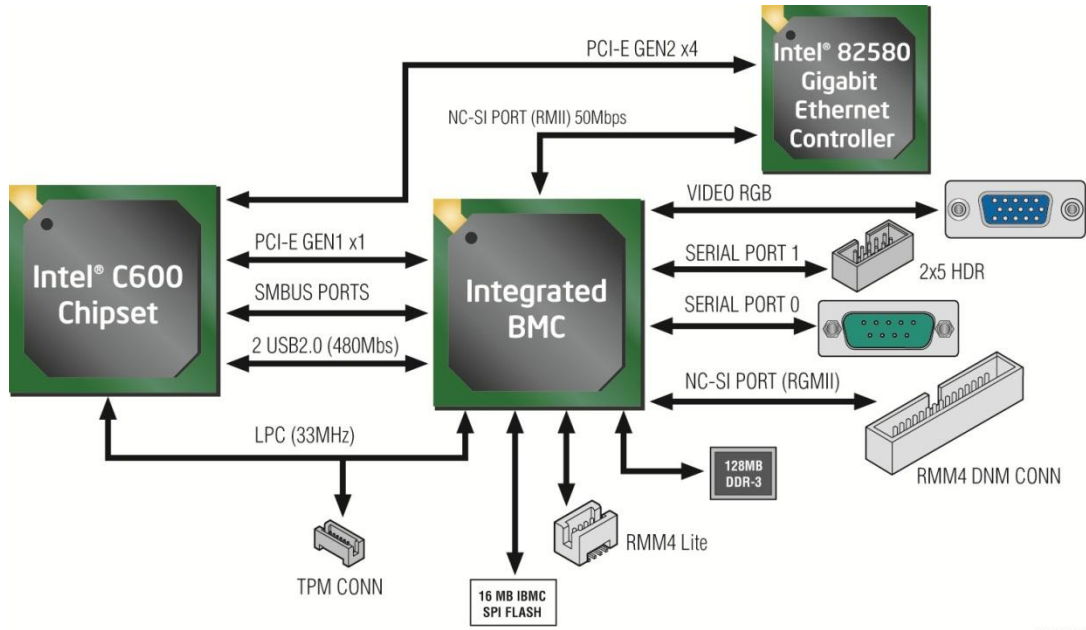 PCI-E GEN2 x4
Intel® 82580
Gigabit
Ethernet
Controller
NC-SI PORT (RMII) 50Mbps
VIDEO RGB
Intel® C600
Chipset
PCI-E GEN1 x1
SMBUS PORTS
2 USB2.0 (480Mbs)
Integrated
BMC
SERIAL PORT 1
2x5 HDR
SERIAL PORT 0
NC-SI PORT (RGMII)
LPC (33MHz)
128MB
DDR-3
RMM4 DNM CONN
RMM4 Lite
TPM CONN
16 MB IBMC
SPI FLASH